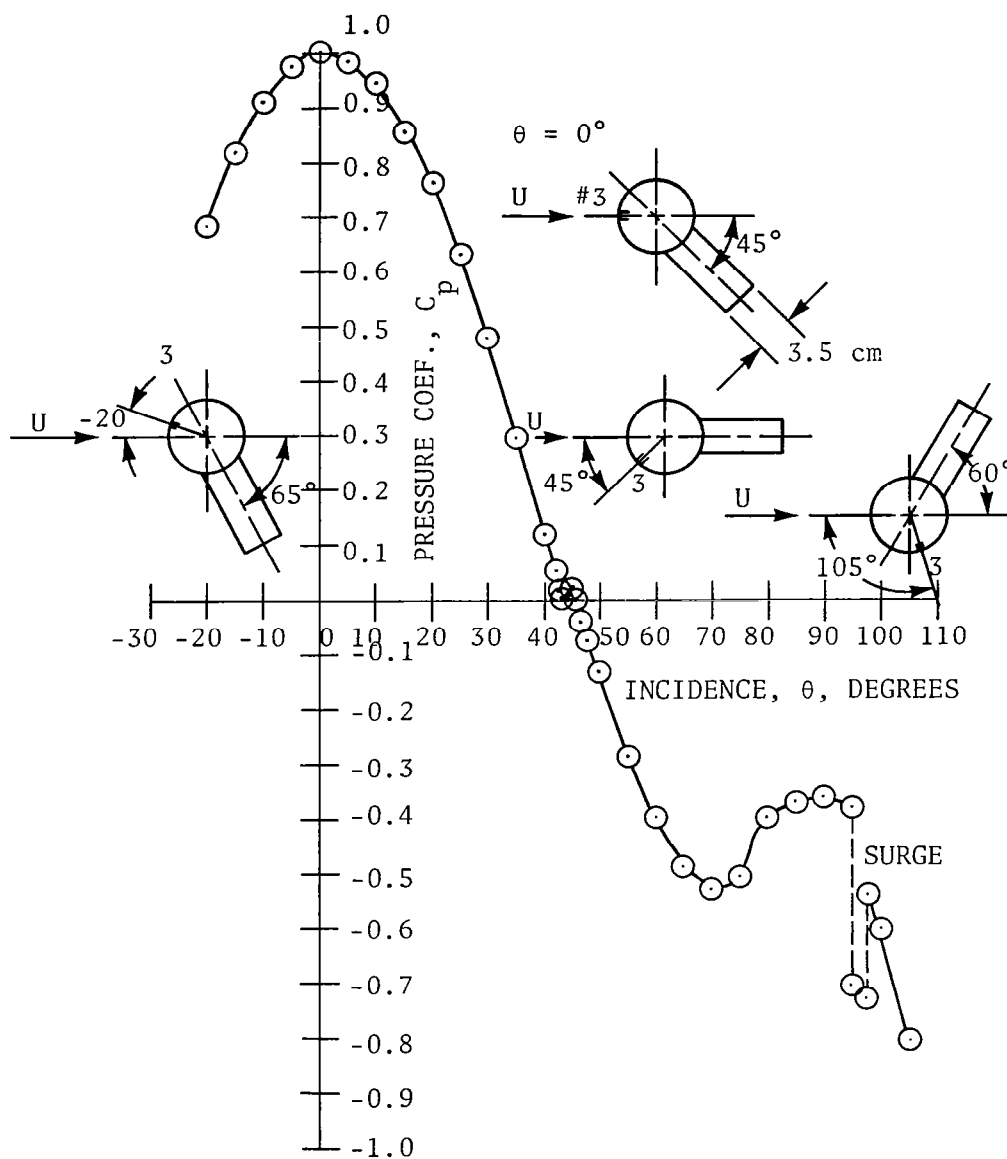 1.0
0.9
0.8
0.7
0.6
0.5
0.4
0.3
0.2
0.1
PRESSURE COEF., Cp
θ = 0°
U #3
45°
3.5 cm
3
U -20
65°
U
45° 3
U
60°
105° 3
-30 -20 -10 0 10 20 30 40 50 60 70 80 90 100 110
INCIDENCE, θ, DEGREES
-0.1
-0.2
-0.3
-0.4
-0.5
-0.6
-0.7
-0.8
-0.9
-1.0
SURGE